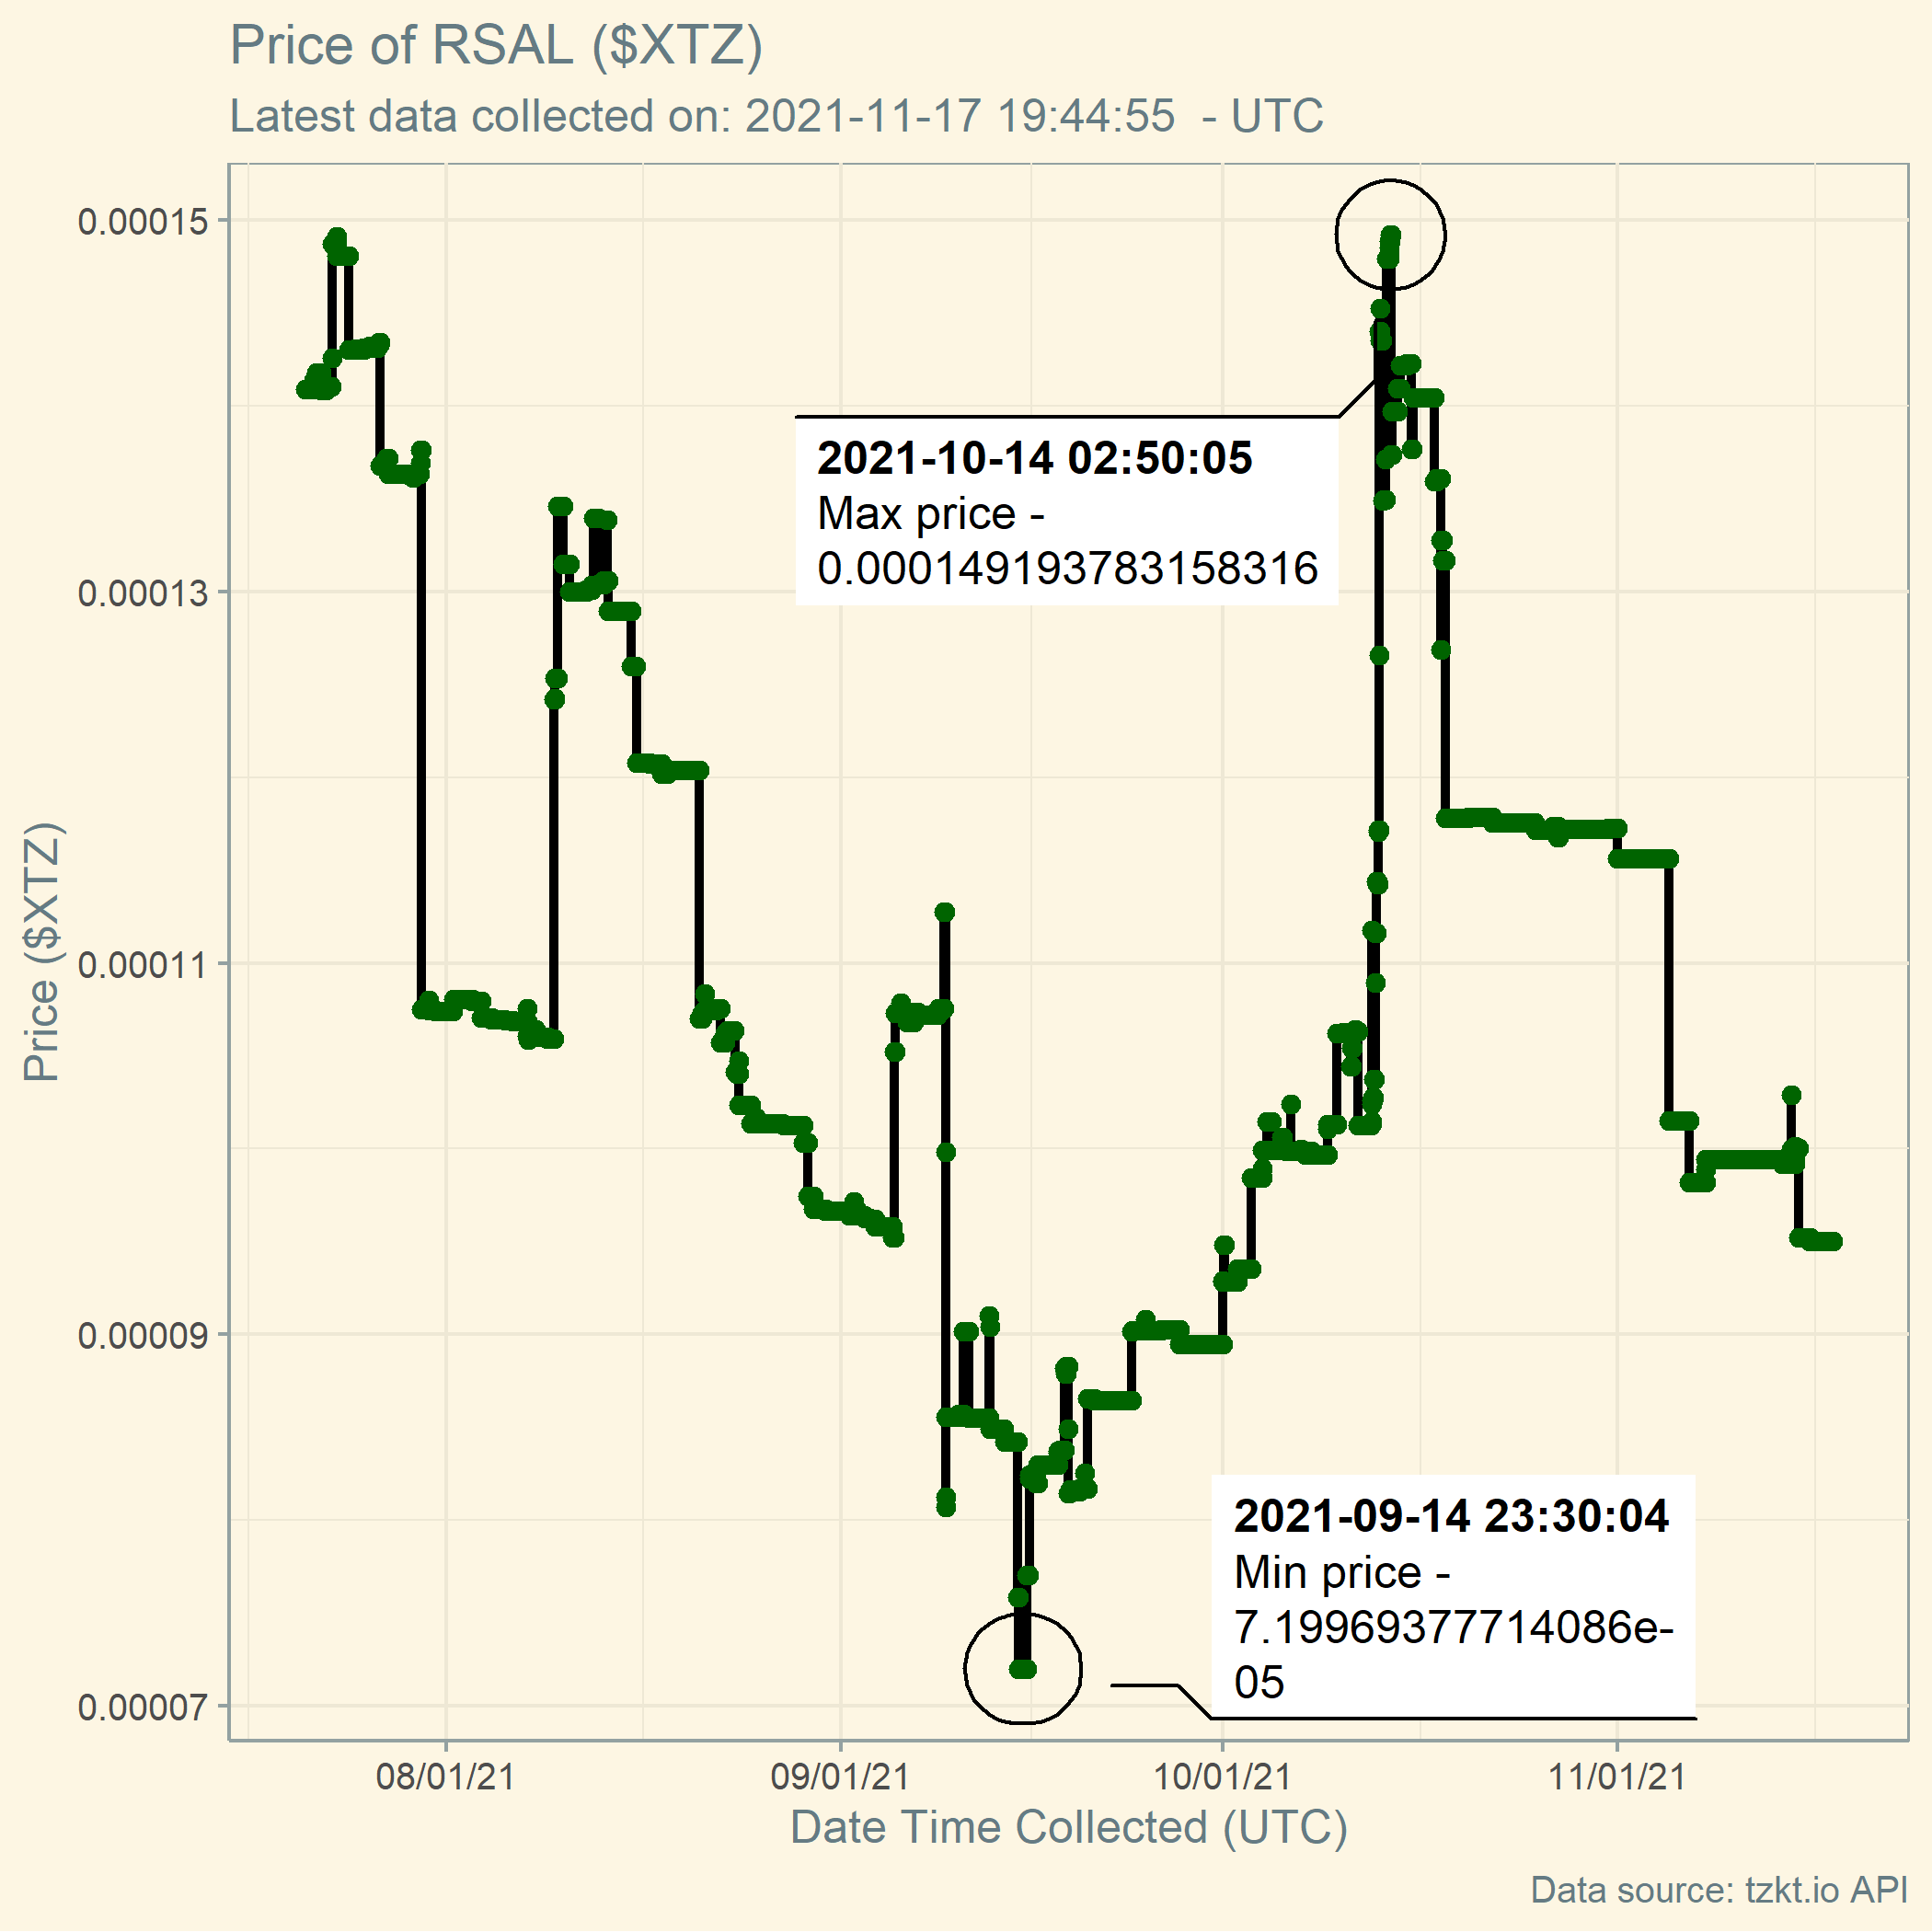 Price of RSAL ($XTZ)
Latest data collected on: 2021-11-17 19:44:55  - UTC
Price ($XTZ)
0.00015
0.00013
0.00011
0.00009
0.00007
2021-10-14 02:50:05
Max price -
0.000149193783158316
2021-09-14 23:30:04
Min price -
7.19969377714086e-
05
08/01/21
09/01/21
10/01/21
11/01/21
Date Time Collected (UTC)
Data source: tzkt.io API